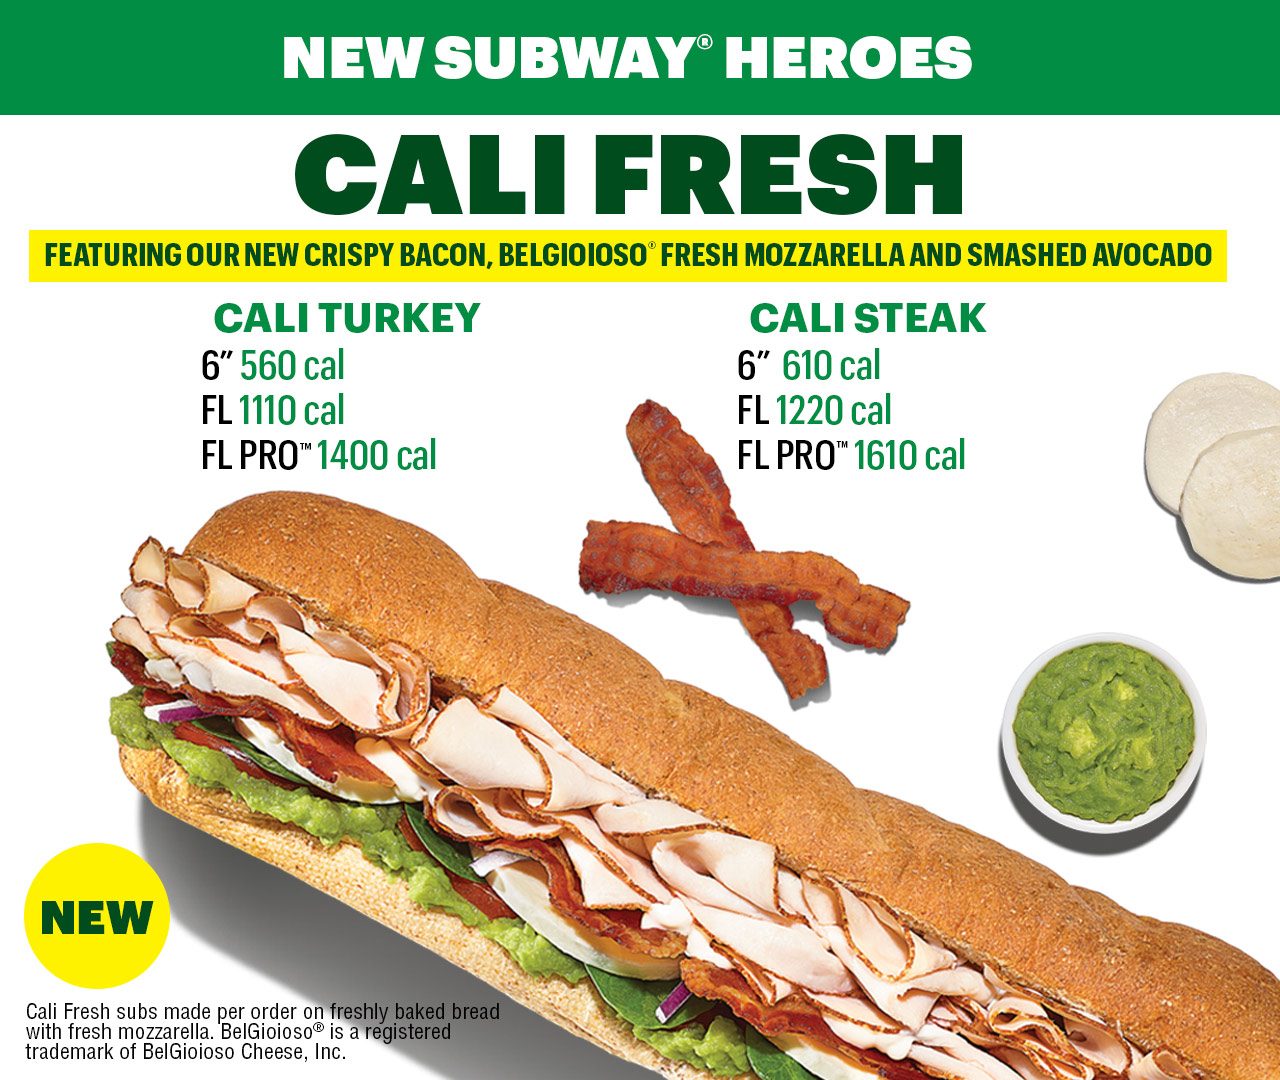 NEW SUBWAY® HEROES
CALI FRESH
FEATURING OUR NEW CRISPY BACON, BELGIOIOSO® FRESH MOZZARELLA AND SMASHED AVOCADO
CALI TURKEY
6” 560 cal
FL 1110 cal
FL PRO™ 1400 cal
CALI STEAK
6” 610 cal
FL 1220 cal
FL PRO™ 1610 cal
NEW
Cali Fresh subs made per order on freshly baked bread
with fresh mozzarella. BelGioioso® is a registered
trademark of BelGioioso Cheese, Inc.